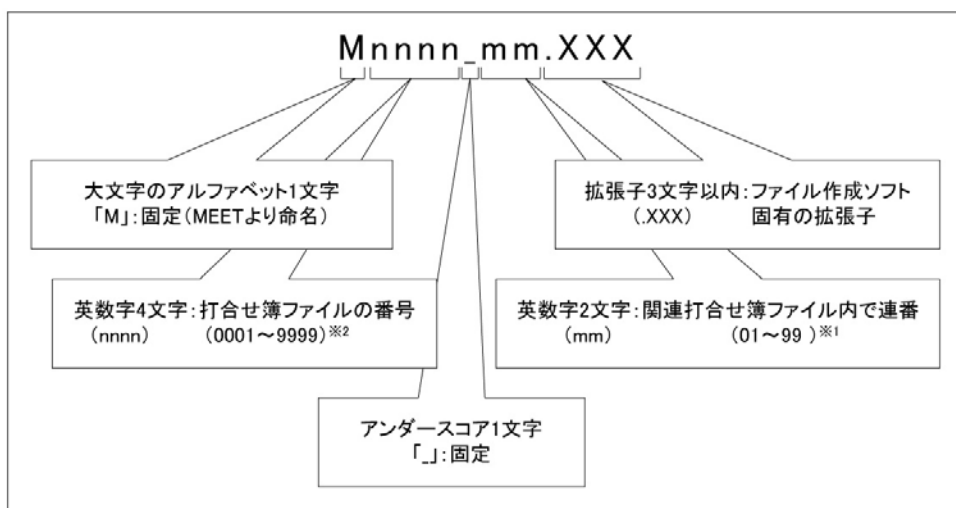 Mnnnn_mm.XXX
大文字のアルファベット1文字
「M」:固定(MEETより命名)
拡張子3文字以内:ファイル作成ソフト
(.XXX) 固有の拡張子
英数字4文字:打合せ簿ファイルの番号
(nnnn) (0001~9999)※2
英数字2文字:関連打合せ簿ファイル内で連番
(mm) (01~99 )※1
アンダースコア1文字
「_」:固定